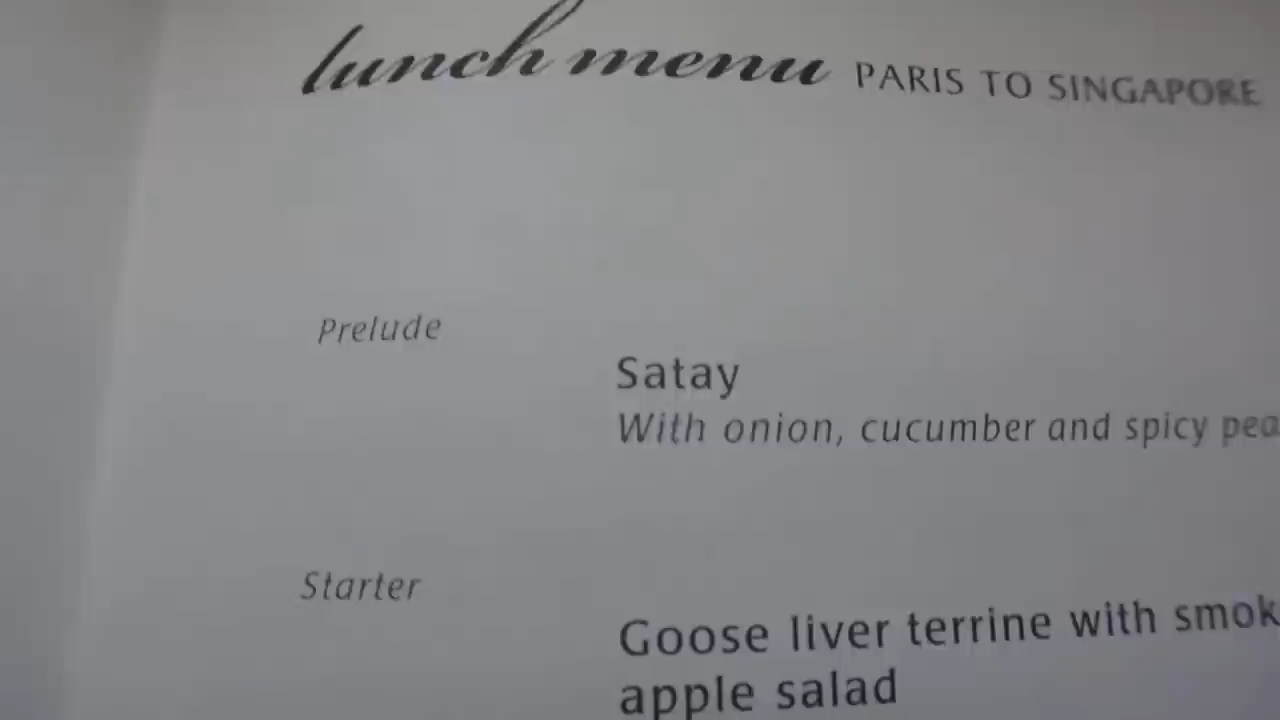 lunch menu PARIS TO SINGAPORE
Prelude
Satay
With onion, cucumber and spicy
Starter
Goose liver terrine with
apple salad